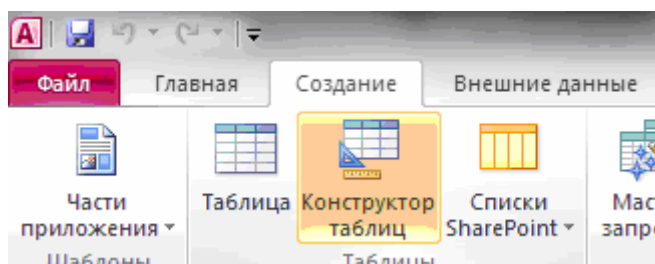 A
Файл Главная Создание Внешние данные
Части приложения
Таблица
Конструктор таблиц
Списки SharePoint
Шаблоны
Таблицы